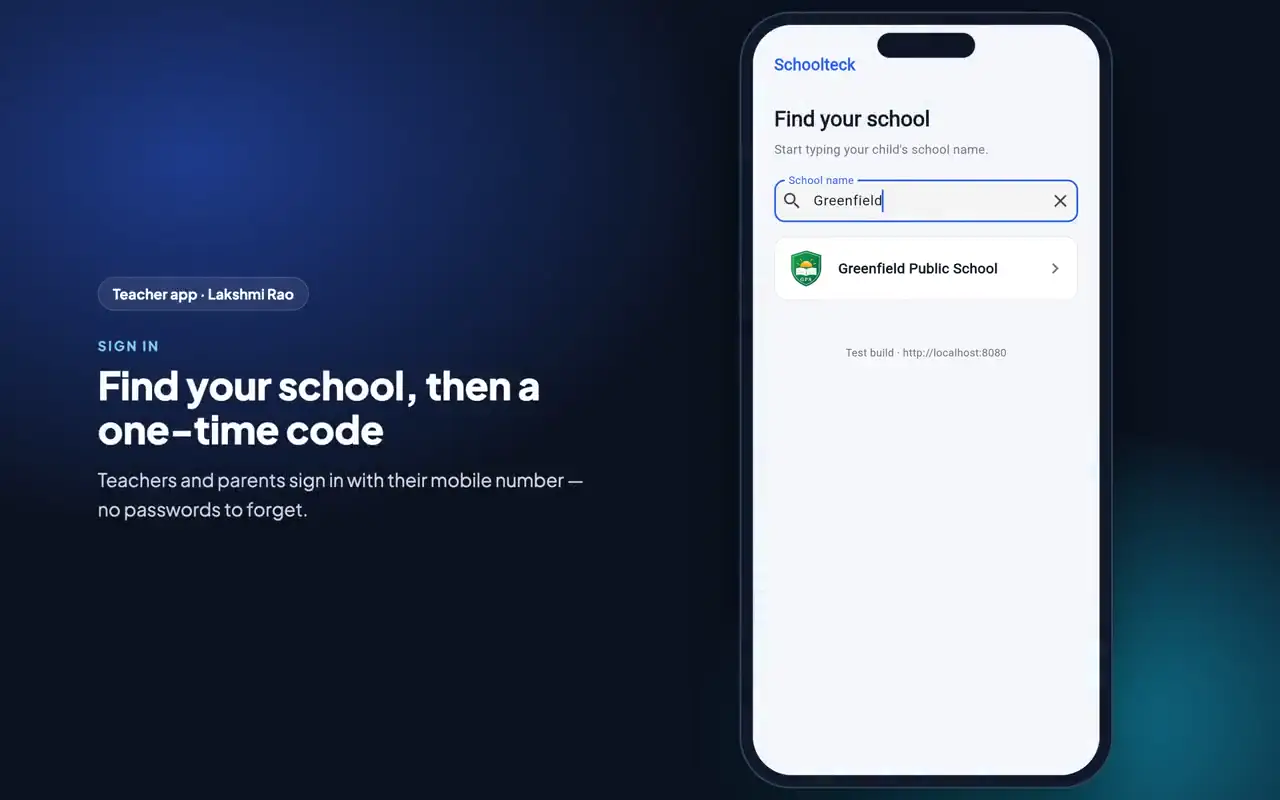 Teacher app · Lakshmi Rao
SIGN IN
Find your school, then a
one-time code
Teachers and parents sign in with their mobile number —
no passwords to forget.
Schoolteck
Find your school
Start typing your child's school name.
School name
Greenfield
GPS
Greenfield Public School
Test build · http://localhost:8080